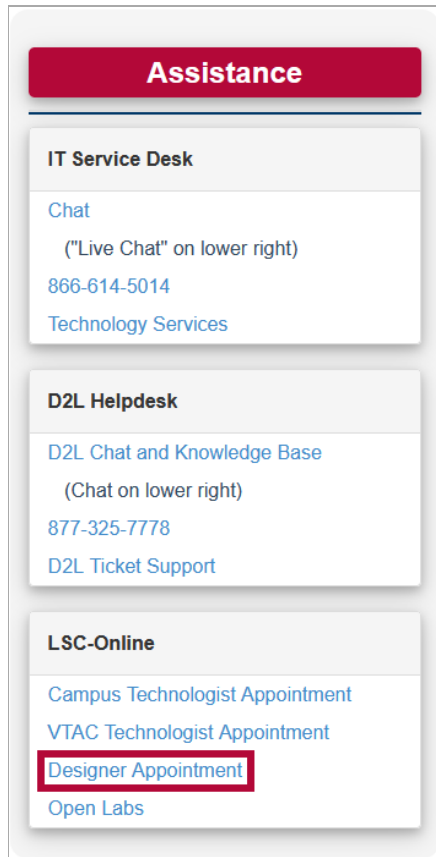 Assistance
IT Service Desk
Chat
("Live Chat" on lower right)
866-614-5014
Technology Services
D2L Helpdesk
D2L Chat and Knowledge Base
(Chat on lower right)
877-325-7778
D2L Ticket Support
LSC-Online
Campus Technologist Appointment
VTAC Technologist Appointment
Designer Appointment
Open Labs